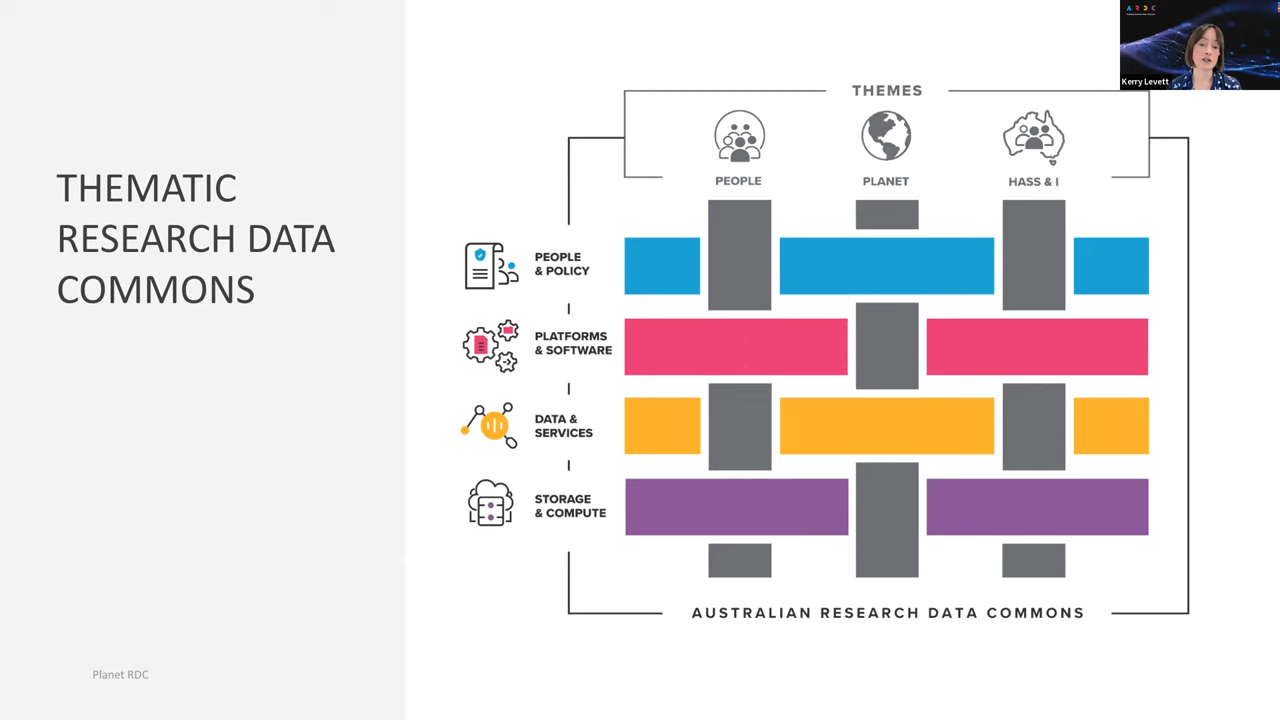 THEMATIC
RESEARCH DATA
COMMONS
ARDC
Kerry Levett
THEMES
PEOPLE
PLANET
HASS & I
PEOPLE
& POLICY
PLATFORMS
& SOFTWARE
DATA &
SERVICES
STORAGE
& COMPUTE
AUSTRALIAN RESEARCH DATA COMMONS
Planet RDC